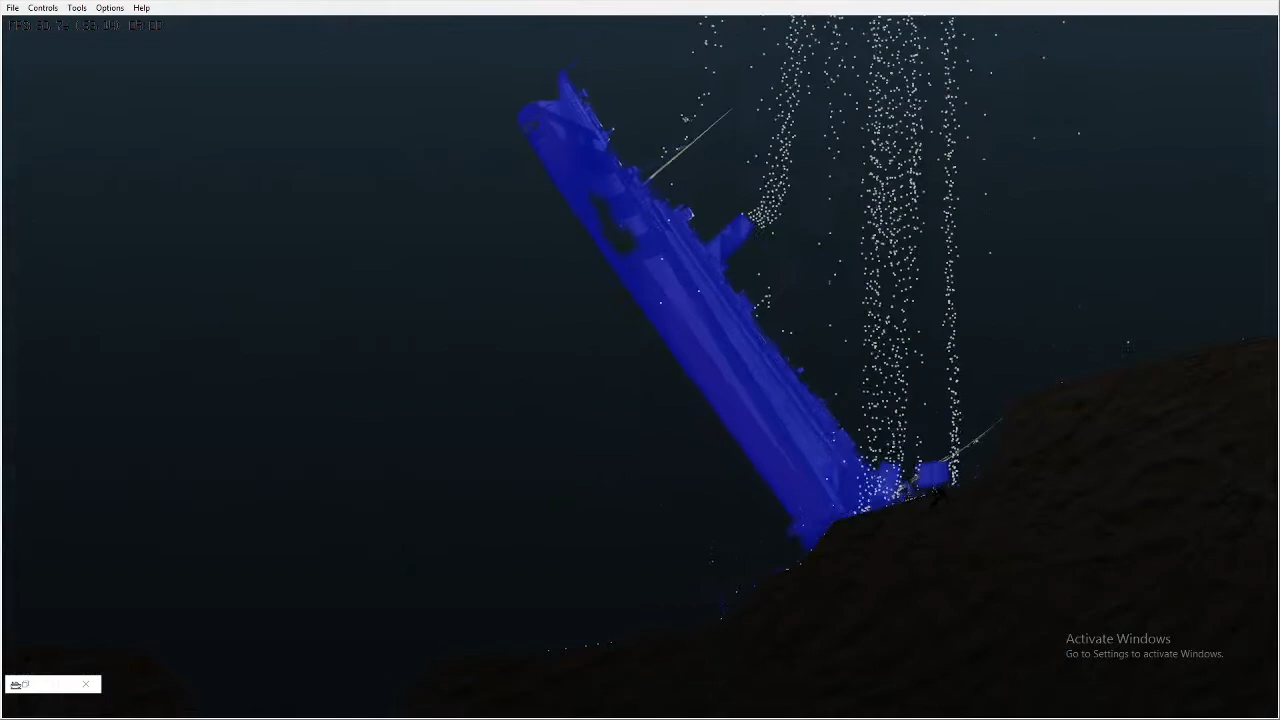 File Controls Tools Options Help
Activate Windows
Go to Settings to activate Windows.